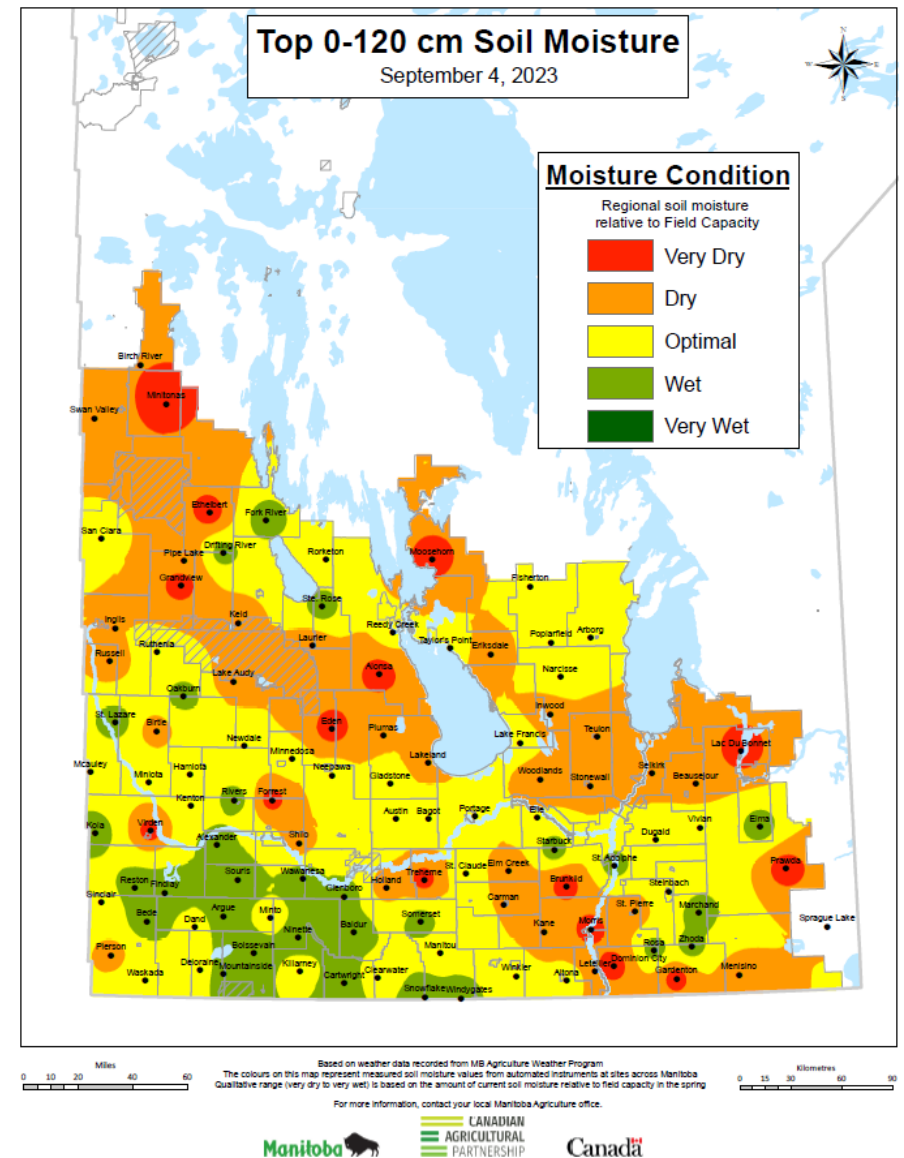 Top 0-120 cm Soil Moisture
September 4, 2023
N
W
E
S
Moisture Condition
Regional soil moisture
relative to Field Capacity
Very Dry
Dry
Optimal
Wet
Very Wet
Birch River
Minitonas
Swan Valley
Ethelbert
Fork River
San Clara
Drifting River
Pipe Lake
Rorketon
Moosehorn
Grandview
Fisherton
Ste. Rose
Keld
Inglis
Reedy Creek
Laurier
Taylor's Point
Poplarfield
Arborg
Ruthenia
Eriksdale
Russell
Alonsa
Narcisse
Lake Audy
Oakburn
Inwood
St. Lazare
Birtle
Eden
Plumas
Lake Francis
Teulon
Newdale
Lac Du Bonnet
Minnedosa
Lakeland
Mcauley
Hamiota
Neepawa
Gladstone
Woodlands
Stonewall
Selkirk
Beausejour
Miniota
Rivers
Forrest
Kenton
Austin
Bagot
Portage
Elie
Vivian
Elma
Kola
Virden
Alexander
Shilo
Dugald
Starbuck
St. Adolphe
Prawda
St. Claude
Elm Creek
Reston
Findlay
Souris
Wawanesa
Glenboro
Holland
Treherne
Brunkild
Steinbach
Sinclair
Carman
St. Pierre
Marchand
Bede
Dand
Argue
Minto
Ninette
Baldur
Somerset
Kane
Morris
Sprague Lake
Pierson
Boissevain
Manitou
Rosa
Zhoda
Waskada
Deloraine
Mountainside
Killarney
Cartwright
Clearwater
Winkler
Altona
Letellier
Dominion City
Gardenton
Menisino
Snowflake
Windygates
Miles
0 10 20 40 60
Based on weather data recorded from MB Agriculture Weather Program
The colours on this map represent measured soil moisture values from automated instruments at sites across Manitoba
Qualitative range (very dry to very wet) is based on the amount of current soil moisture relative to field capacity in the spring
For more information, contact your local Manitoba Agriculture office.
Kilometres
0 15 30 60 90
Manitoba
CANADIAN
AGRICULTURAL
PARTNERSHIP
Canada